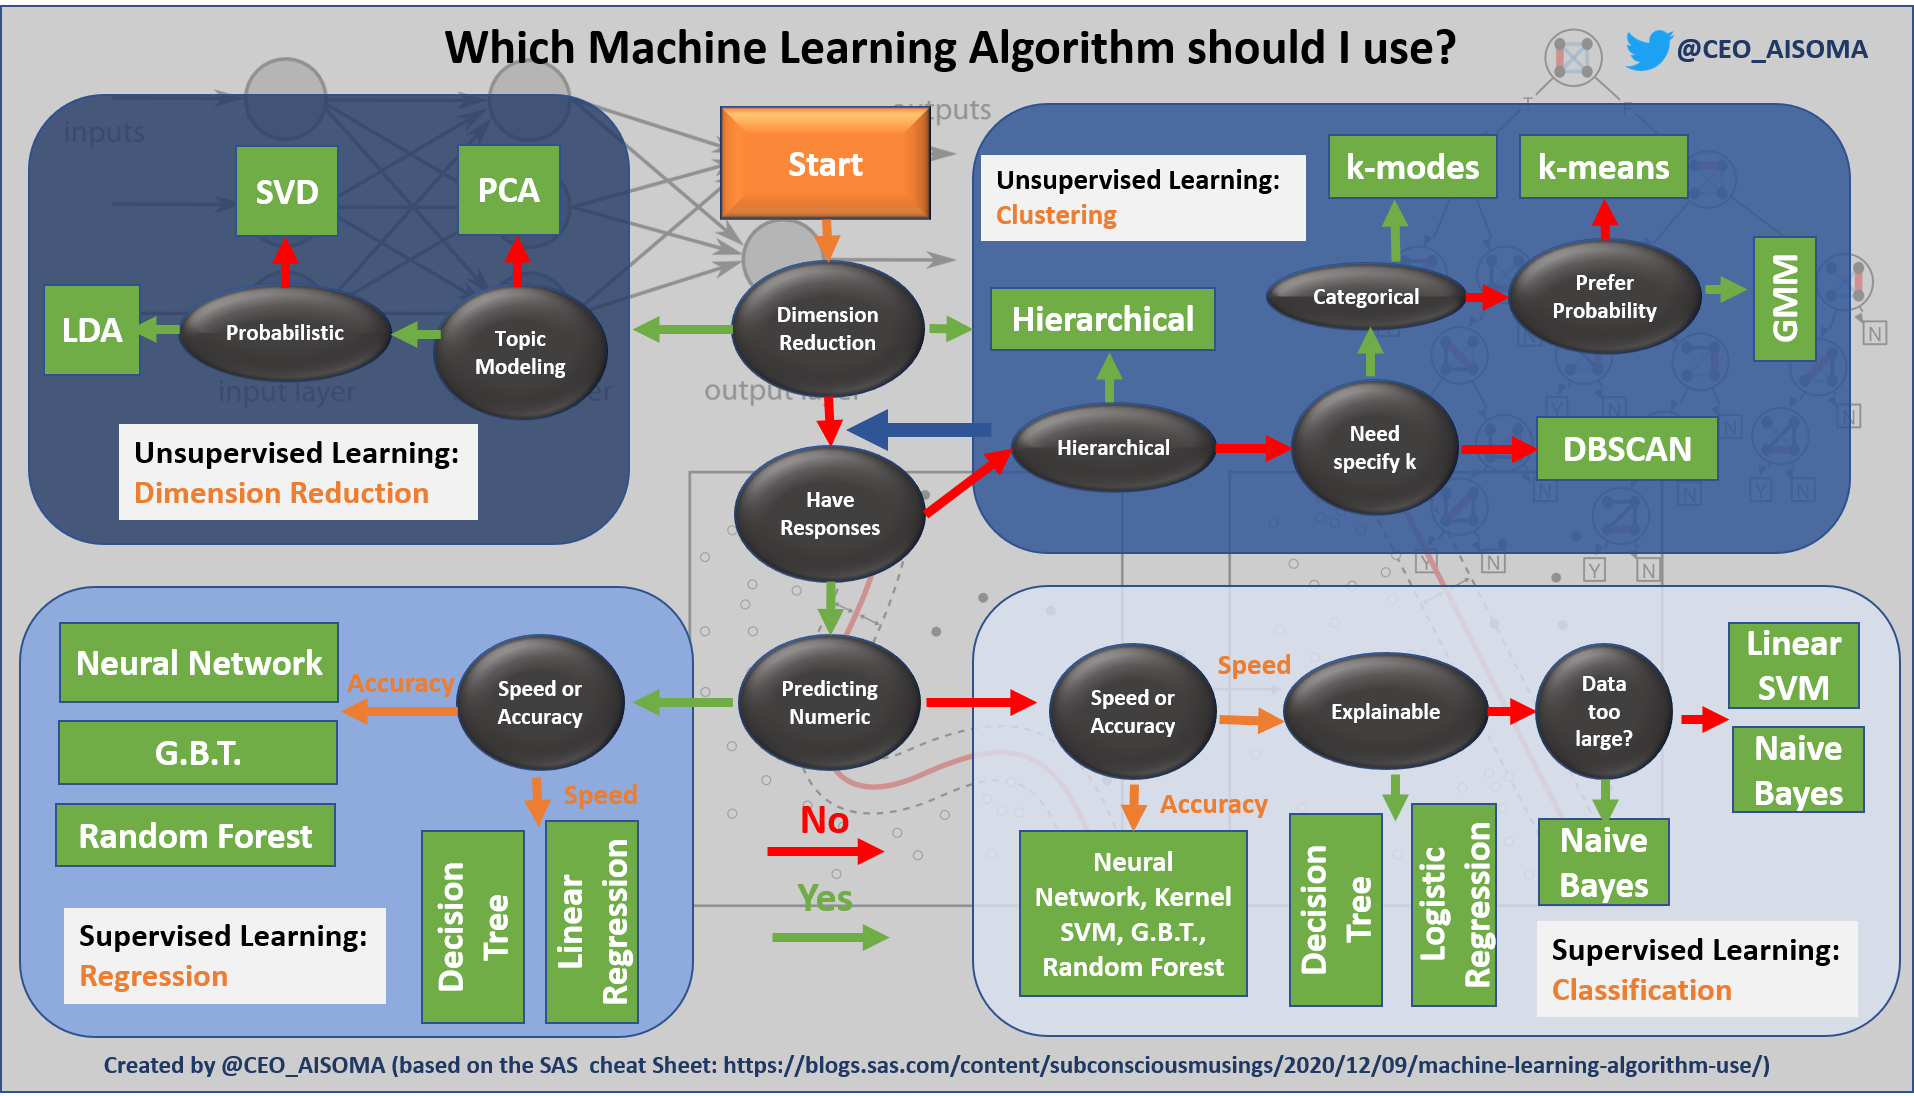 Which Machine Learning Algorithm should I use?
@CEO_AISOMA
inputs
outputs
Start
SVD
PCA
LDA
Probabilistic
Topic
Modeling
input layer
Unsupervised Learning:
Dimension Reduction
Dimension
Reduction
Have
Responses
Predicting
Numeric
No
Yes
Unsupervised Learning:
Clustering
k-modes
k-means
GMM
Categorical
Prefer
Probability
Hierarchical
Hierarchical
Need
specify k
DBSCAN
T
F
N
N
Y
N
N
N
N
Y
N
Y
N
Y
N
Neural Network
G.B.T.
Random Forest
Accuracy
Speed or
Accuracy
Speed
Decision
Tree
Linear
Regression
Supervised Learning:
Regression
Speed or
Accuracy
Speed
Accuracy
Explainable
Data
too
large?
Linear
SVM
Naive
Bayes
Naive
Bayes
Neural
Network, Kernel
SVM, G.B.T.,
Random Forest
Decision
Tree
Logistic
Regression
Supervised Learning:
Classification
Created by @CEO_AISOMA (based on the SAS  cheat Sheet: https://blogs.sas.com/content/subconsciousmusings/2020/12/09/machine-learning-algorithm-use/)